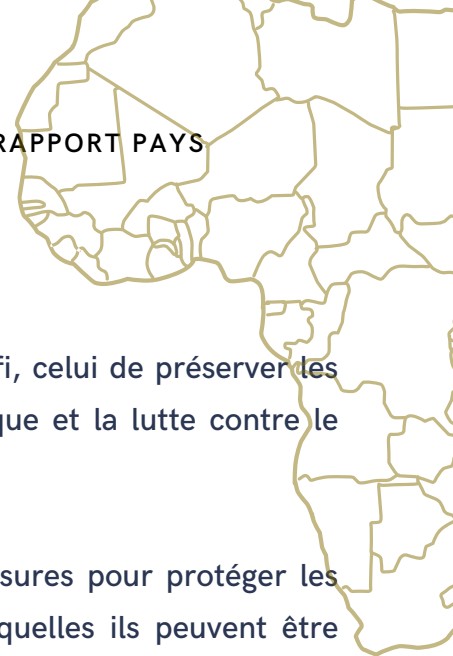 RAPPORT PAYS
fi, celui de préserver les
que et la lutte contre le
sures pour protéger les
quelles ils peuvent être